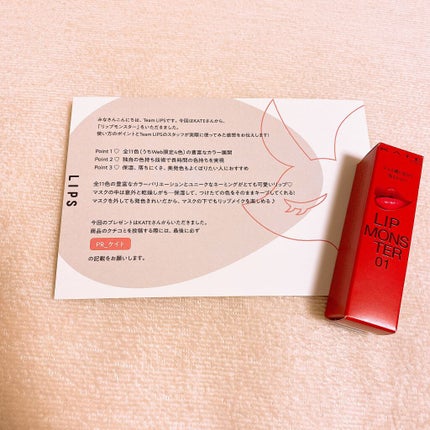 みなさんこんにちは、Team LIPSです。今回はKATEさんから、
「リップモンスター」をいただきました。
使い方のポイントとTeam LIPSのスタッフが実際に使ってみた感想をお伝えします!
Point 1 ♡ 全11色(うちWeb限定4色)の豊富なカラー展開
Point 2 ♡ 独自の色持ち技術で長時間の色持ちを実現
Point 3 ♡ 保湿、落ちにくさ、高発色もよくばりたい人におすすめ
全11色の豊富なカラーバリエーションとユニークなネーミングがとても可愛いリップ♡
マスクの中は意外と乾燥しがち…保湿して、つけたての色をそのままキープしてくれる!
マスクを外しても発色きれいだから、マスクの下でもリップメイクを楽しめる♪
今回のプレゼントはKATEさんからいただきました。
商品のクチコミを投稿する際には、最後に必ず
PR_ケイト
の記載をお願いします。
LIPS
LIP
MONS
TER
01